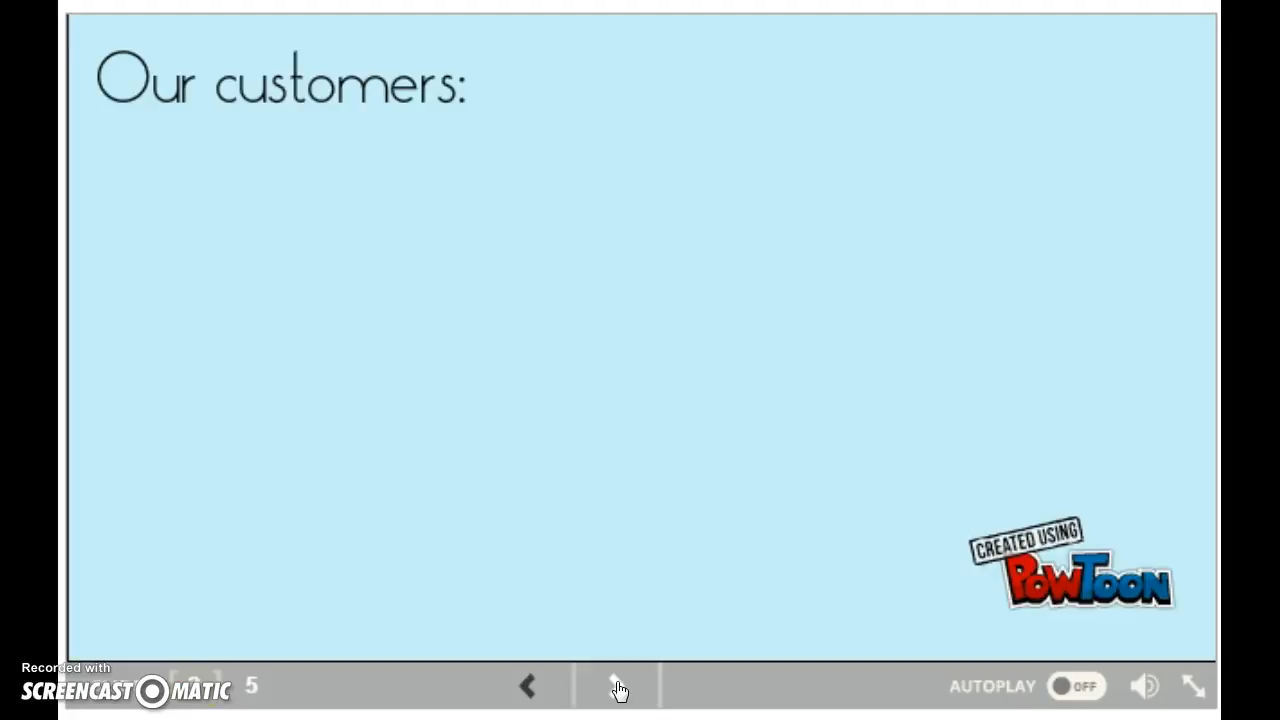 Our customers:
CREATED USING
POWTOON
Recorded with
SCREENCAST MATIC
5
AUTOPLAY OFF